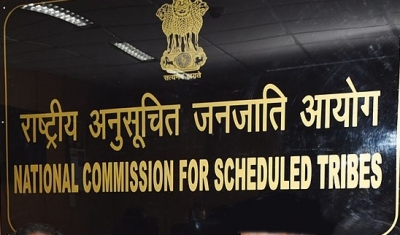 सत्यमेव जयते
राष्ट्रीय अनुसूचित जनजाति आयोग
NATIONAL COMMISSION FOR SCHEDULED TRIBES